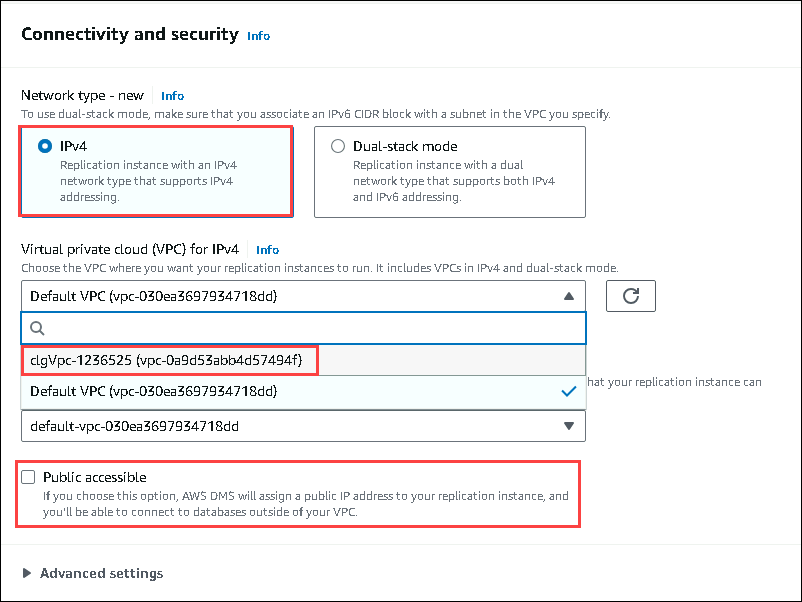 Connectivity and security Info
Network type - new Info
To use dual-stack mode, make sure that you associate an IPv6 CIDR block with a subnet in the VPC you specify.
IPv4
Replication instance with an IPv4
network type that supports IPv4
addressing.
Dual-stack mode
Replication instance with a dual
network type that supports both IPv4
and IPv6 addressing.
Virtual private cloud (VPC) for IPv4 Info
Choose the VPC where you want your replication instances to run. It includes VPCs in IPv4 and dual-stack mode.
Default VPC (vpc-030ea3697934718dd)
clgVpc-1236525 (vpc-0a9d53abb4d57494f)
Default VPC (vpc-030ea3697934718dd)
hat your replication instance can
default-vpc-030ea3697934718dd
Public accessible
If you choose this option, AWS DMS will assign a public IP address to your replication instance, and
you'll be able to connect to databases outside of your VPC.
Advanced settings